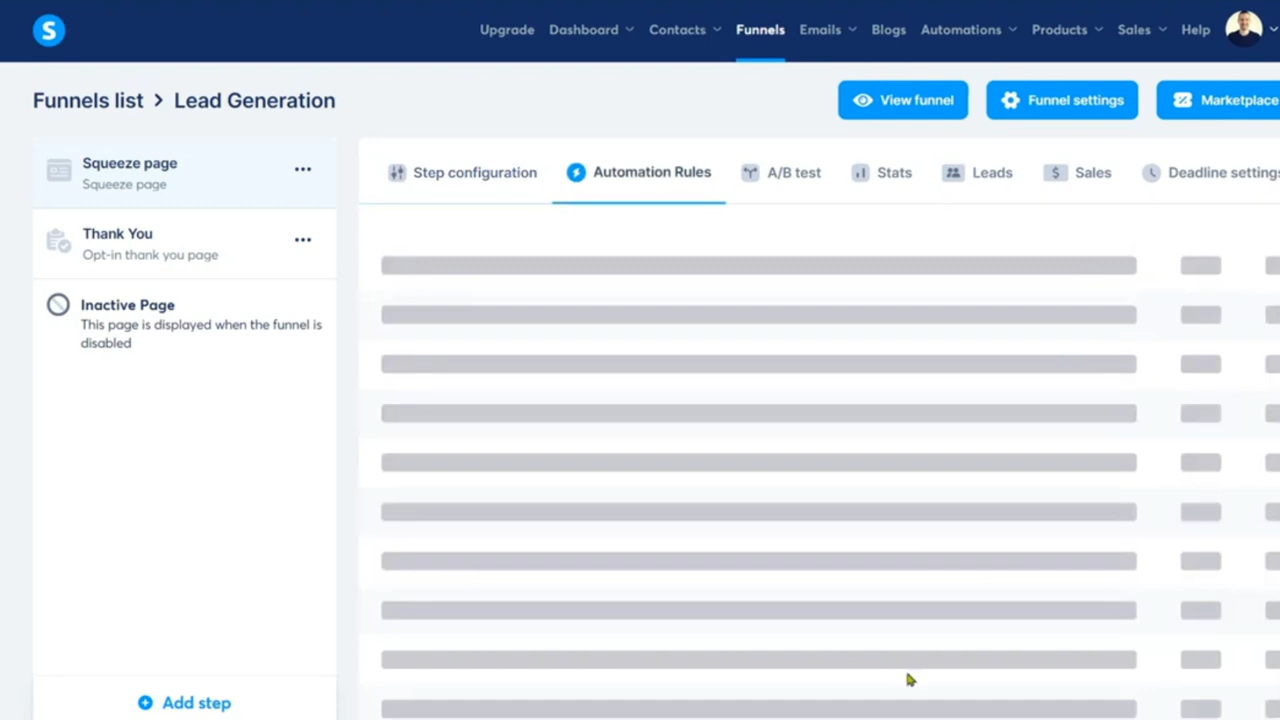 S
Upgrade Dashboard Contacts Funnels Emails Blogs Automations Products Sales Help
Funnels list > Lead Generation
View funnel
Funnel settings
Marketplace
Squeeze page
Squeeze page
Thank You
Opt-in thank you page
Inactive Page
This page is displayed when the funnel is
disabled
Add step
Step configuration
Automation Rules
A/B test
Stats
Leads
Sales
Deadline settings